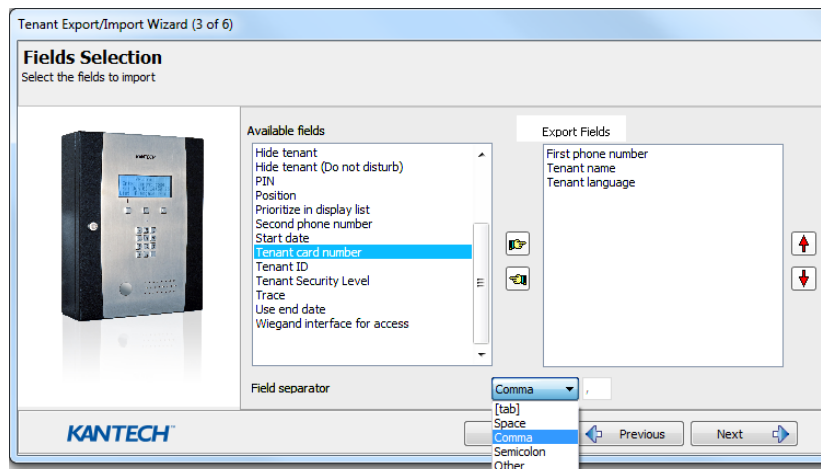 Tenant Export/Import Wizard (3 of 6)
Fields Selection
Select the fields to import
Available fields
Export Fields
Hide tenant
Hide tenant (Do not disturb)
PIN
Position
Prioritize in display list
Second phone number
Start date
Tenant card number
Tenant ID
Tenant Security Level
Trace
Use end date
Wiegand interface for access
First phone number
Tenant name
Tenant language
KANTECH
Field separator
Comma
,
[tab]
Space
Comma
Semicolon
Other
KANTECH™
Previous
Next